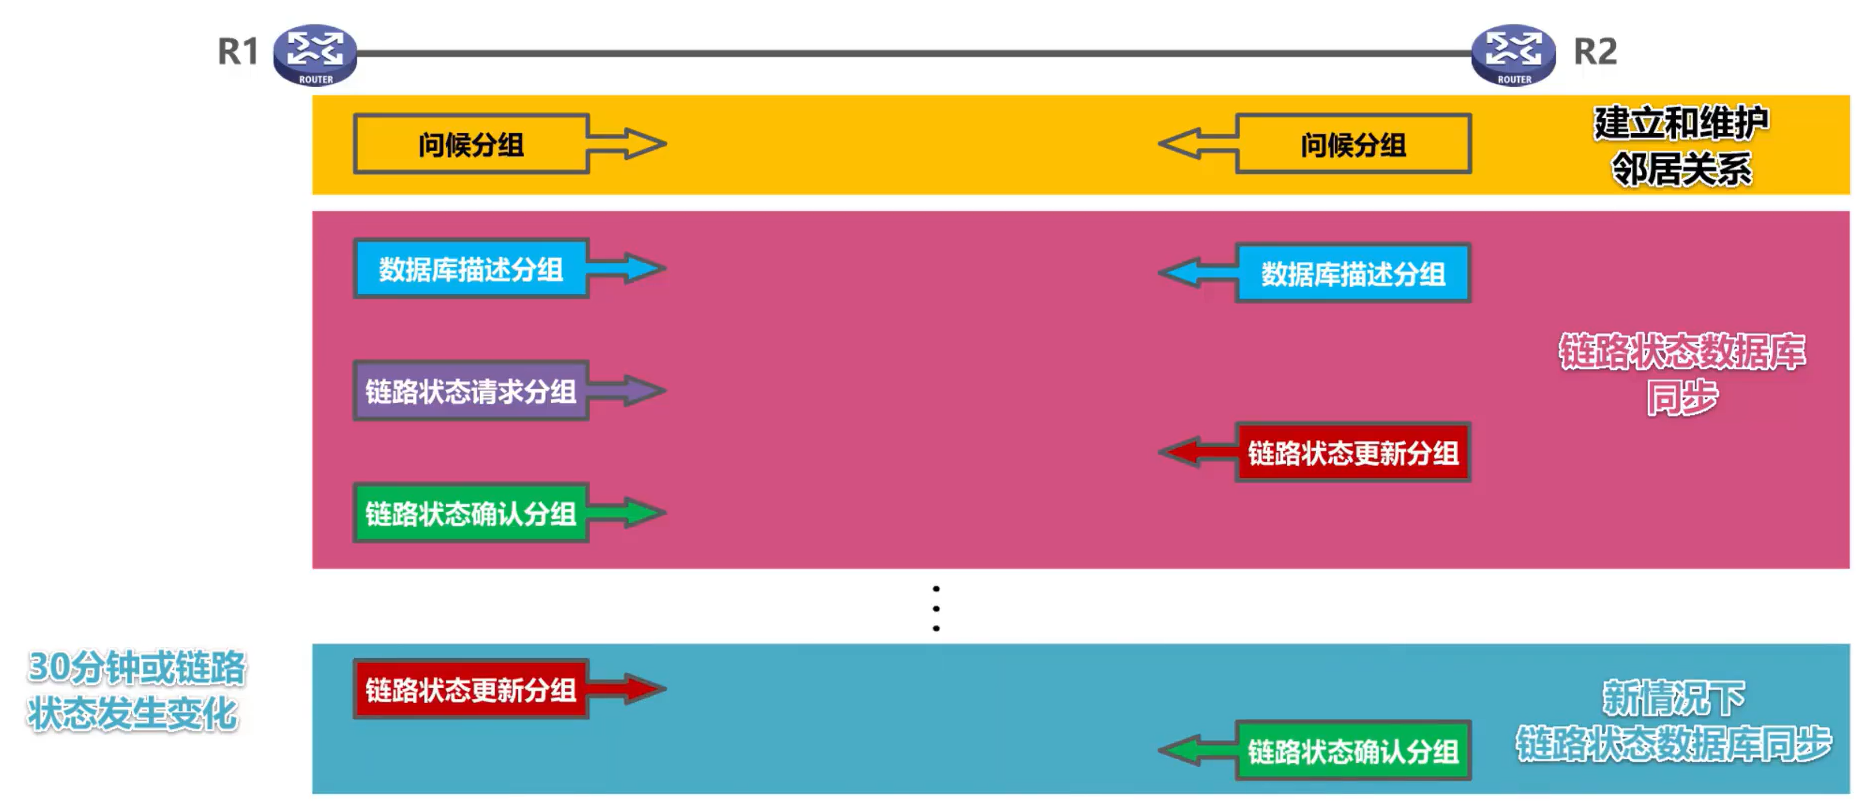 R1
ROUTER
ROUTER
R2
问候分组
问候分组
建立和维护
邻居关系
数据库描述分组
数据库描述分组
链路状态请求分组
链路状态数据库
同步
链路状态更新分组
链路状态确认分组
30分钟或链路
状态发生变化
链路状态更新分组
新情况下
链路状态数据库同步
链路状态确认分组